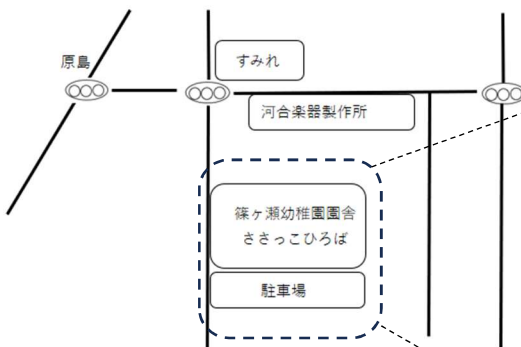 原島
すみれ
河合楽器製作所
篠ヶ瀬幼稚園園舎
ささっこひろば
駐車場